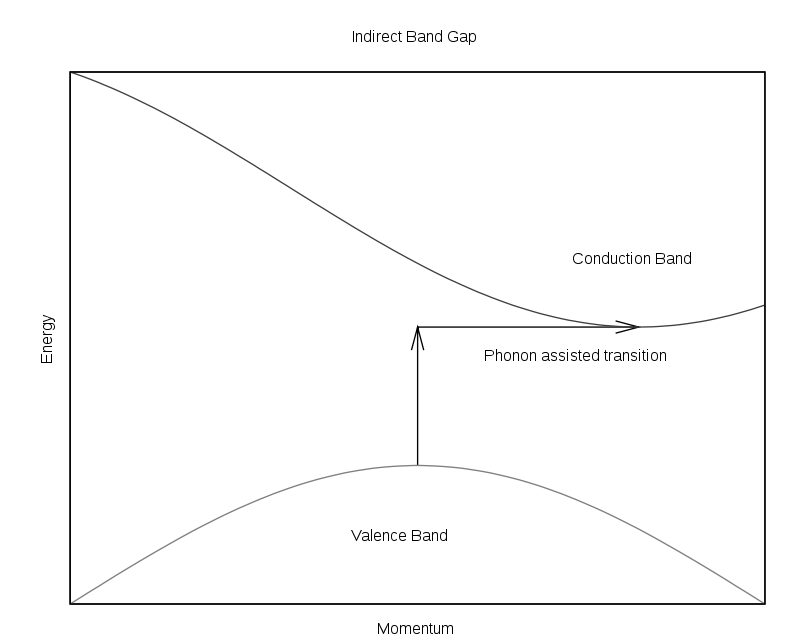 Indirect Band Gap
Conduction Band
Energy
Phonon assisted transition
Valence Band
Momentum